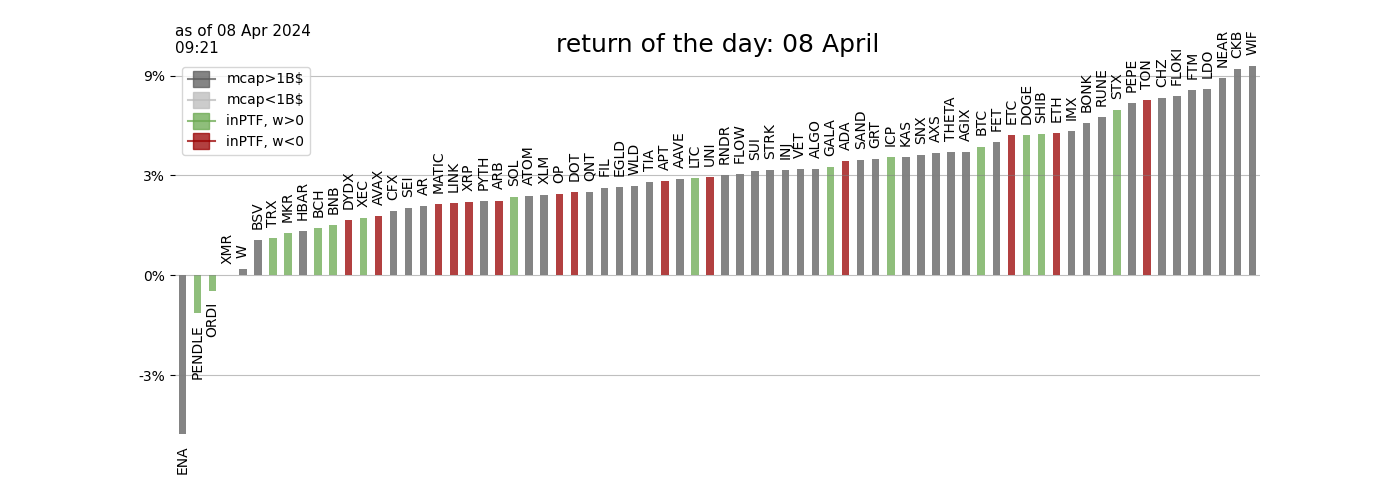 as of 08 Apr 2024
09:21
return of the day: 08 April
mcap>1B$
mcap<1B$
inPTF, w>0
inPTF, w<0
9%
3%
0%
-3%
ENA
PENDLE
ORDI
XMR
W
BSV
TRX
MKR
HBAR
BCH
BNB
DYDX
XEC
AVAX
CFX
SEI
AR
MATIC
LINK
XRP
PYTH
ARB
SOL
ATOM
XLM
OP
DOT
QNT
FIL
EGLD
WLD
TIA
APT
AAVE
LTC
UNI
RNDR
FLOW
SUI
STRK
INJ
VET
ALGO
GALA
ADA
SAND
GRT
ICP
KAS
SNX
AXS
THETA
AGIX
BTC
FET
ETC
DOGE
SHIB
ETH
IMX
BONK
RUNE
STX
PEPE
TON
CHZ
FLOKI
FTM
LDO
NEAR
CKB
WIF